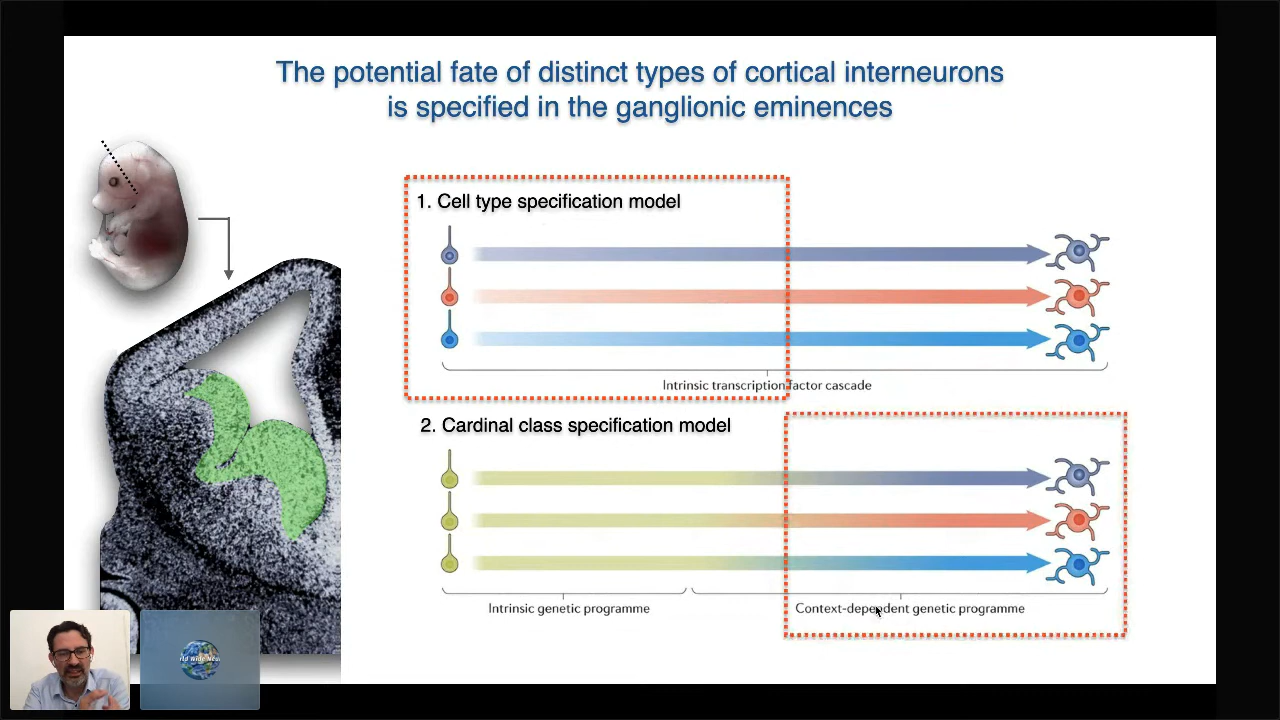 The potential fate of distinct types of cortical interneurons
is specified in the ganglionic eminences
1. Cell type specification model
Intrinsic transcription factor cascade
2. Cardinal class specification model
Intrinsic genetic programme
Context-dependent genetic programme